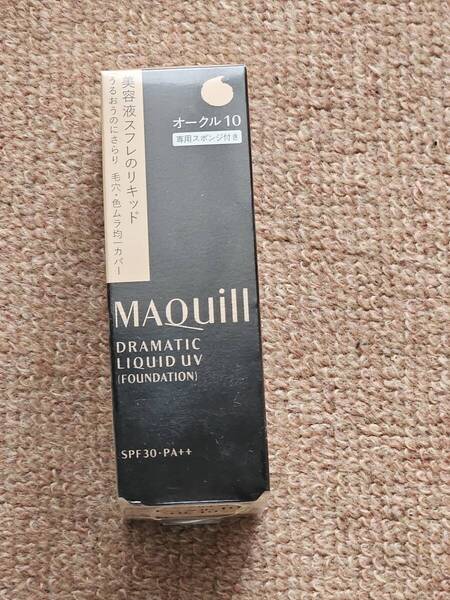 美容液スフレのリキッド
うるおうのにさらり 毛穴・色ムラ均一カバー
オークル10
専用スポンジ付き
MAQuill
DRAMATIC
LIQUID UV
(FOUNDATION)
SPF30・PA++